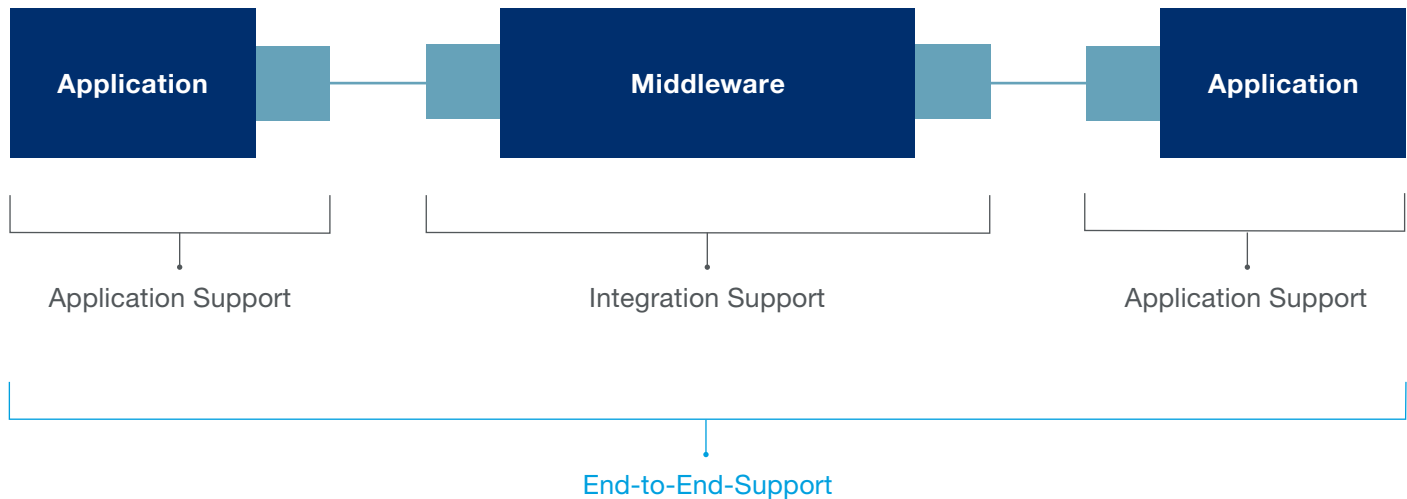 Application
Middleware
Application
Application Support
Integration Support
Application Support
End-to-End-Support